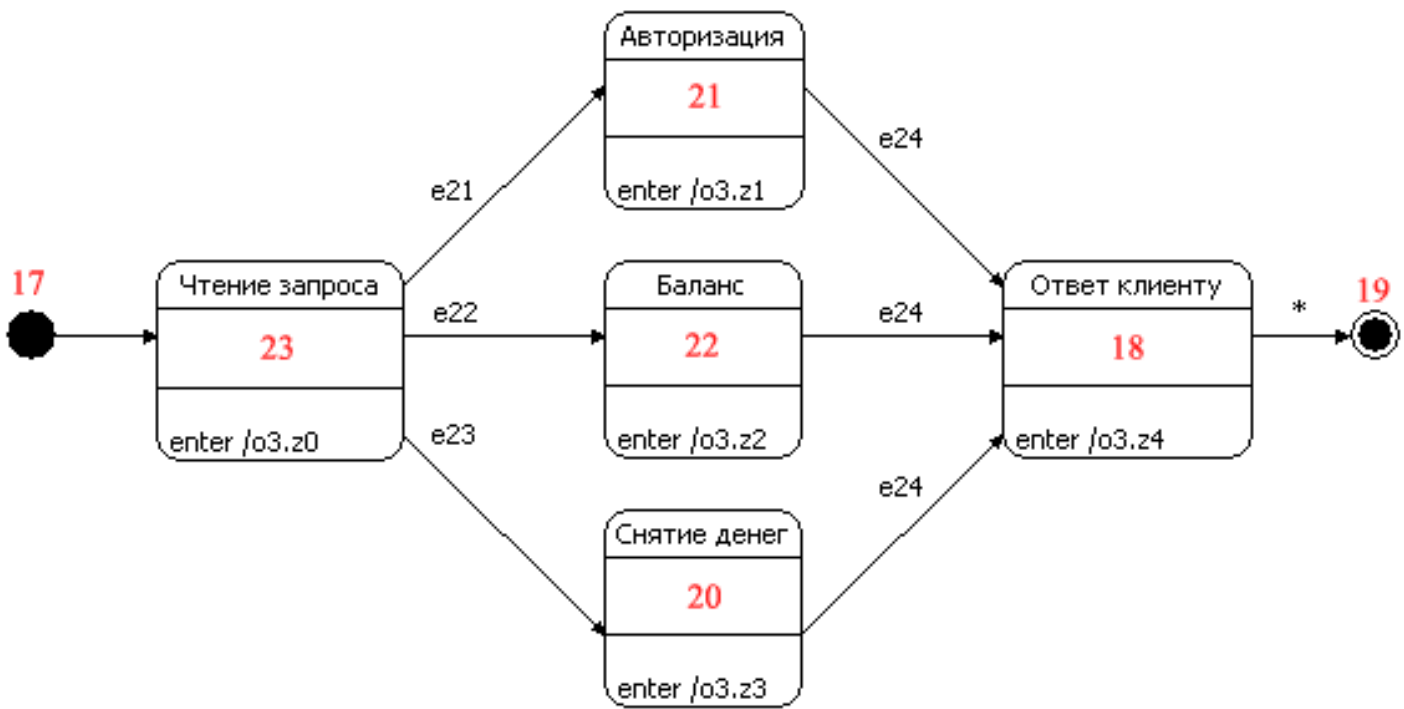 Авторизация
21
enter /o3.z1
e21
e24
17
Чтение запроса
23
enter /o3.z0
e22
Баланс
22
enter /o3.z2
e24
Ответ клиенту
18
enter /o3.z4
*
19
e23
e24
Снятие денег
20
enter /o3.z3